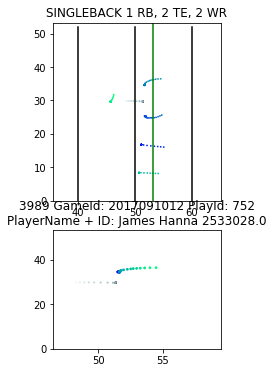 SINGLEBACK 1 RB, 2 TE, 2 WR
50
40
30
20
10
0
40 50 60
3989 GameId: 2017091012 PlayId: 752
PlayerName + ID: James Hanna 2533028.0
40
20
0
50 55